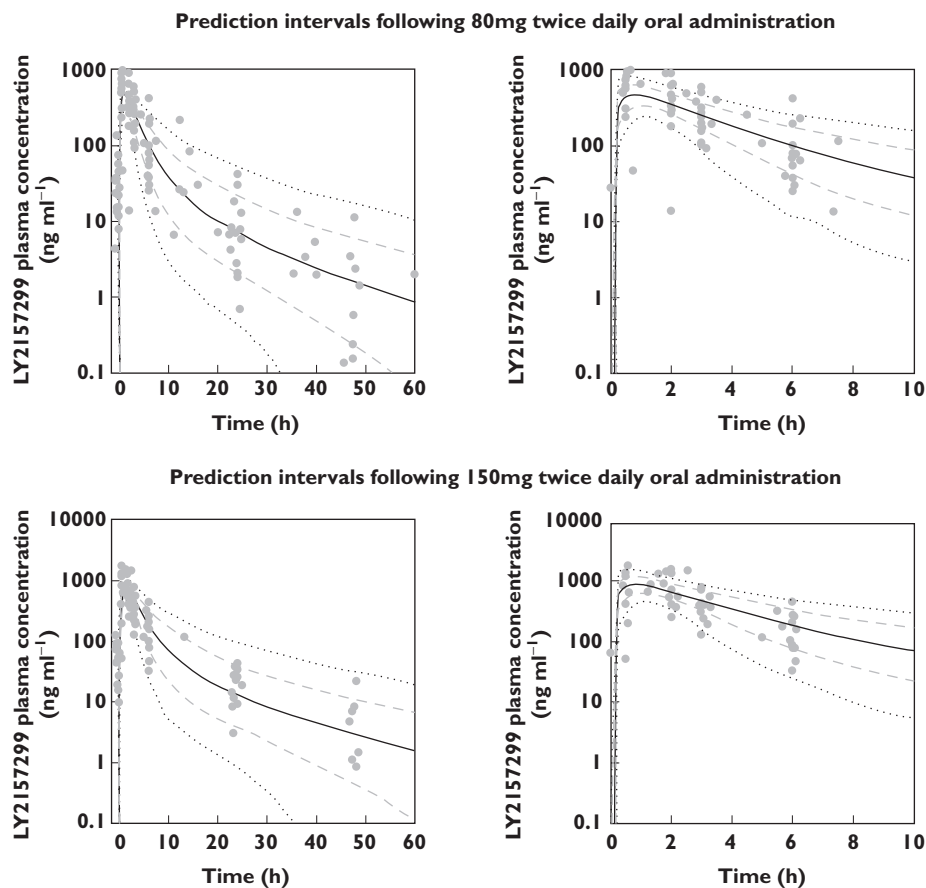 Prediction intervals following 80mg twice daily oral administration
LY2157299 plasma concentration
(ng ml⁻¹)
1000
100
10
1
0.1
0 10 20 30 40 50 60
Time (h)
LY2157299 plasma concentration
(ng ml⁻¹)
1000
100
10
1
0.1
0 2 4 6 8 10
Time (h)
Prediction intervals following 150mg twice daily oral administration
LY2157299 plasma concentration
(ng ml⁻¹)
10000
1000
100
10
1
0.1
0 10 20 30 40 50 60
Time (h)
LY2157299 plasma concentration
(ng ml⁻¹)
10000
1000
100
10
1
0.1
0 2 4 6 8 10
Time (h)